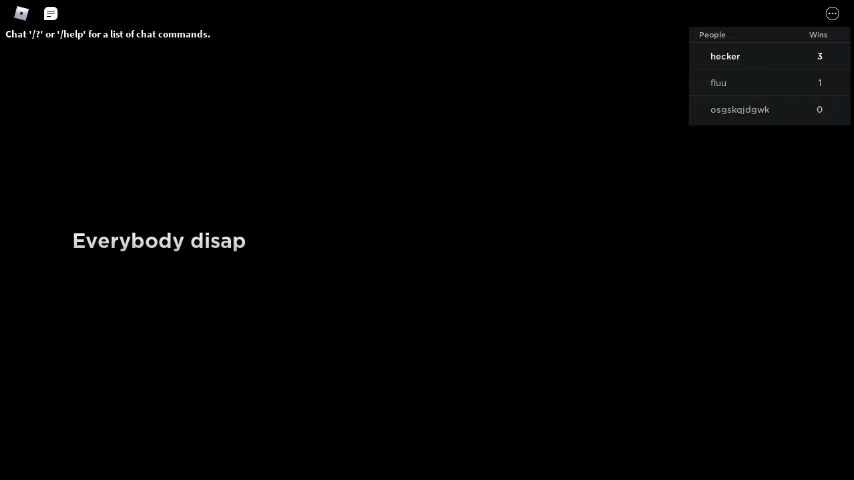 Chat '/?' or '/help' for a list of chat commands.
People Wins
hecker 3
fluu 1
osgskqjdgwk 0
Everybody disap